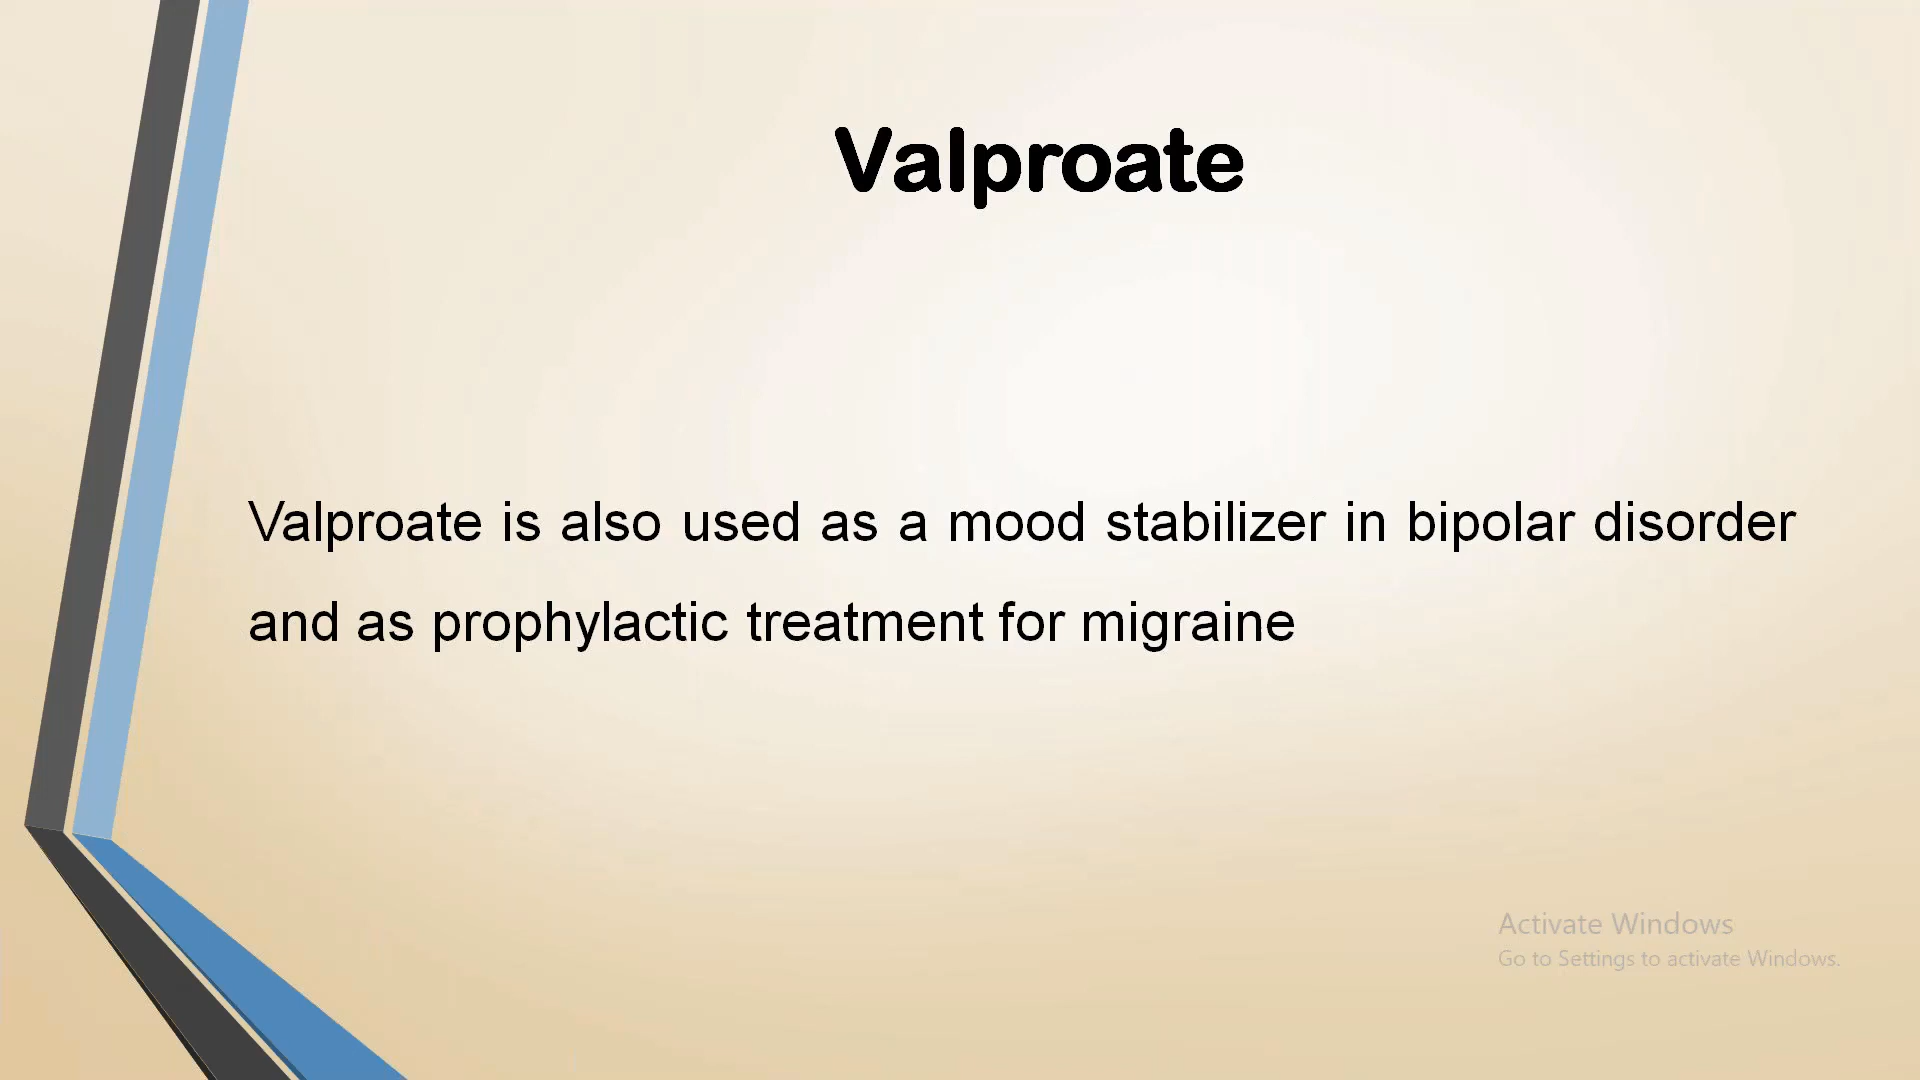 Valproate
Valproate is also used as a mood stabilizer in bipolar disorder
and as prophylactic treatment for migraine
Activate Windows
Go to Settings to activate Windows.